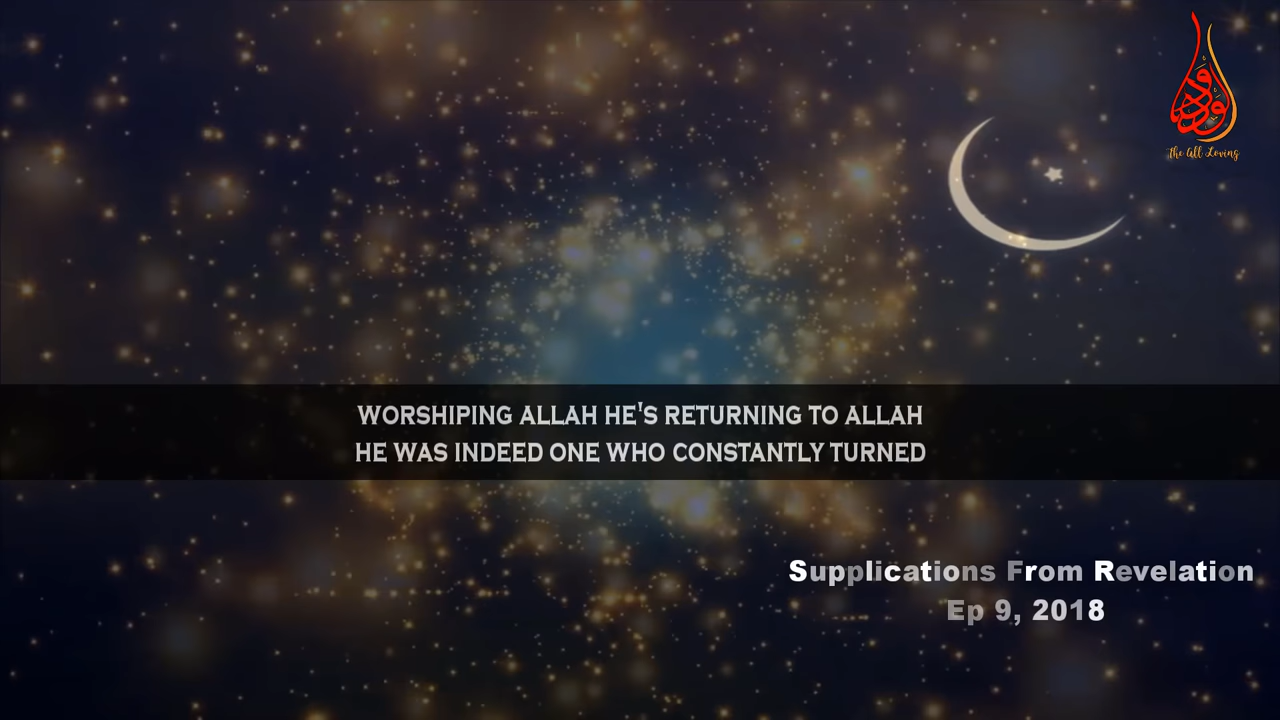 الودود
The All Loving
WORSHIPING ALLAH HE'S RETURNING TO ALLAH
HE WAS INDEED ONE WHO CONSTANTLY TURNED
Supplications From Revelation
Ep 9, 2018